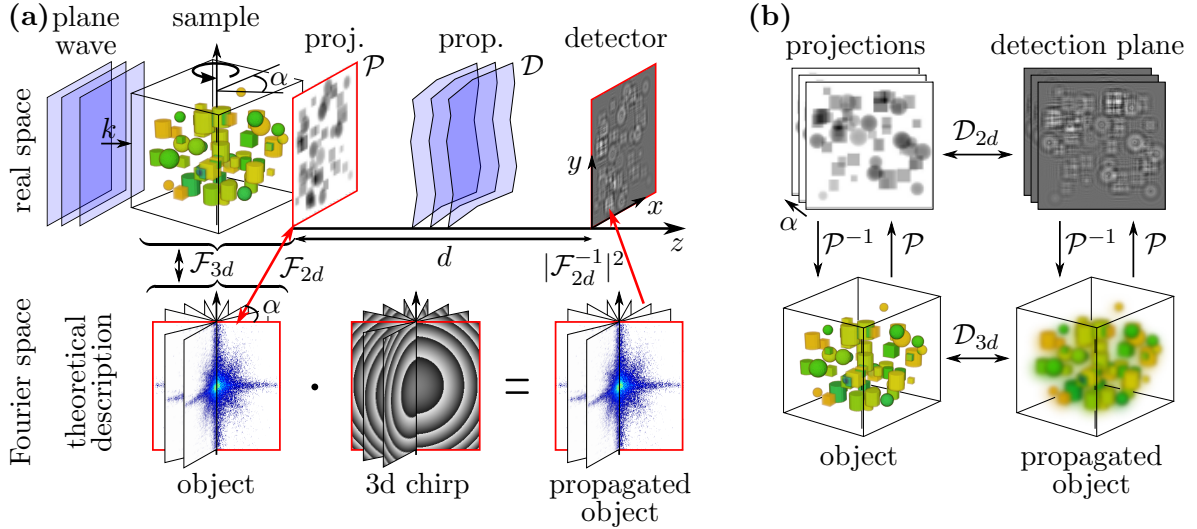 (a)
plane
wave
sample
proj.
prop.
detector
𝒫
𝒟
α
k
real space
y
x
z
d
ℱ3d
ℱ2d
|ℱ2d⁻¹|²
α
Fourier space
theoretical
description
·
=
object
3d chirp
propagated
object
(b)
projections
detection plane
𝒟2d
α
𝒫⁻¹
𝒫
𝒫⁻¹
𝒫
𝒟3d
object
propagated
object